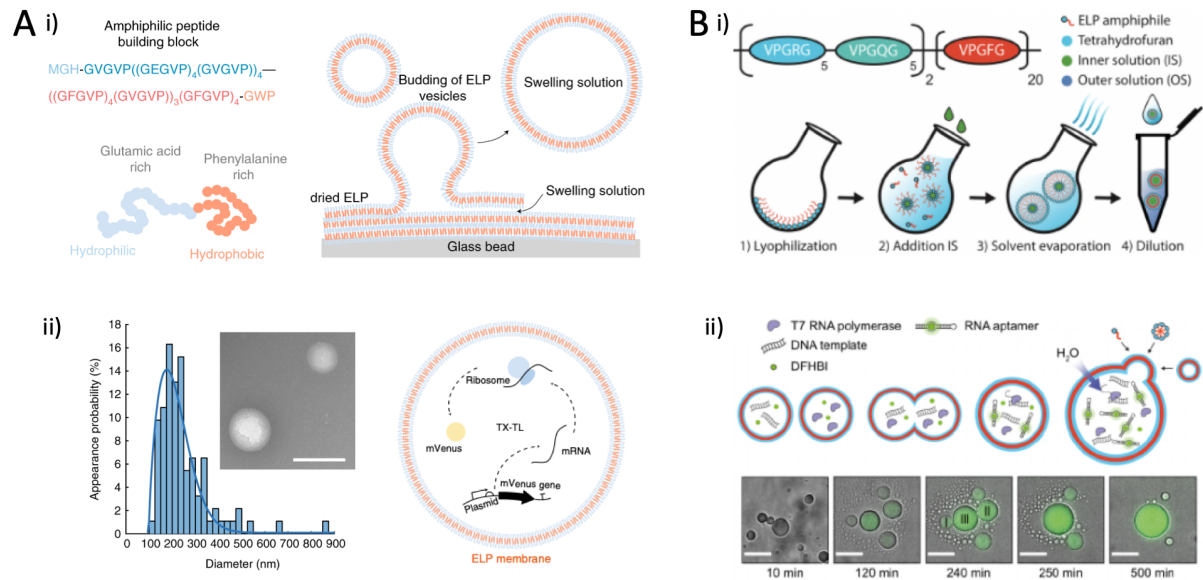 A
i)
Amphiphilic peptide
building block
MGH-GVGVP((GEGVP)4(GVGVP))4—
((GFGVP)4(GVGVP))3(GFGVP)4-GWP
Glutamic acid
rich
Phenylalanine
rich
Hydrophilic
Hydrophobic
Budding of ELP
vesicles
Swelling solution
dried ELP
Swelling solution
Glass bead
ii)
Appearance probability (%)
18
16
14
12
10
8
6
4
2
0
100 200 300 400 500 600 700 800 900
Diameter (nm)
Ribosome
mVenus
TX-TL
mRNA
mVenus gene
Plasmid
T
ELP membrane
B
i)
VPGRG
5
VPGQG
5
2
VPGFG
20
ELP amphiphile
Tetrahydrofuran
Inner solution (IS)
Outer solution (OS)
1) Lyophilization
2) Addition IS
3) Solvent evaporation
4) Dilution
ii)
T7 RNA polymerase
RNA aptamer
DNA template
DFHBI
H2O
I
III
II
10 min
120 min
240 min
250 min
500 min